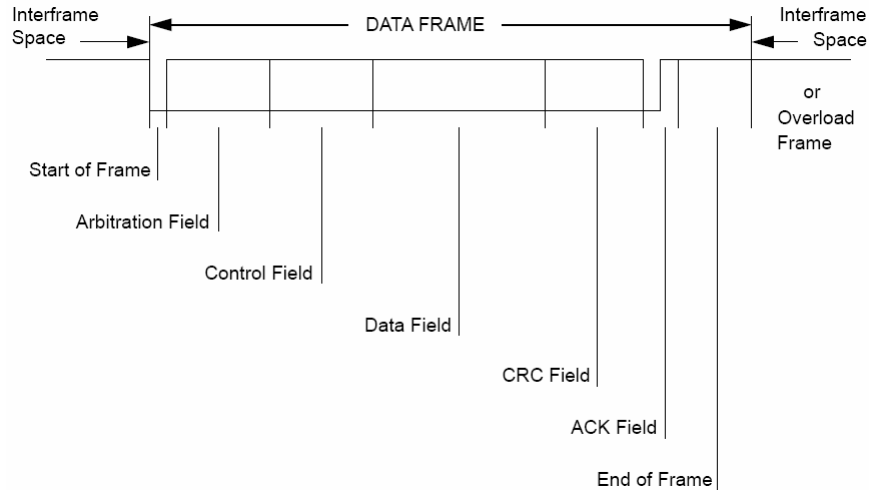 Interframe
Space
DATA FRAME
Interframe
Space
or
Overload
Frame
Start of Frame
Arbitration Field
Control Field
Data Field
CRC Field
ACK Field
End of Frame